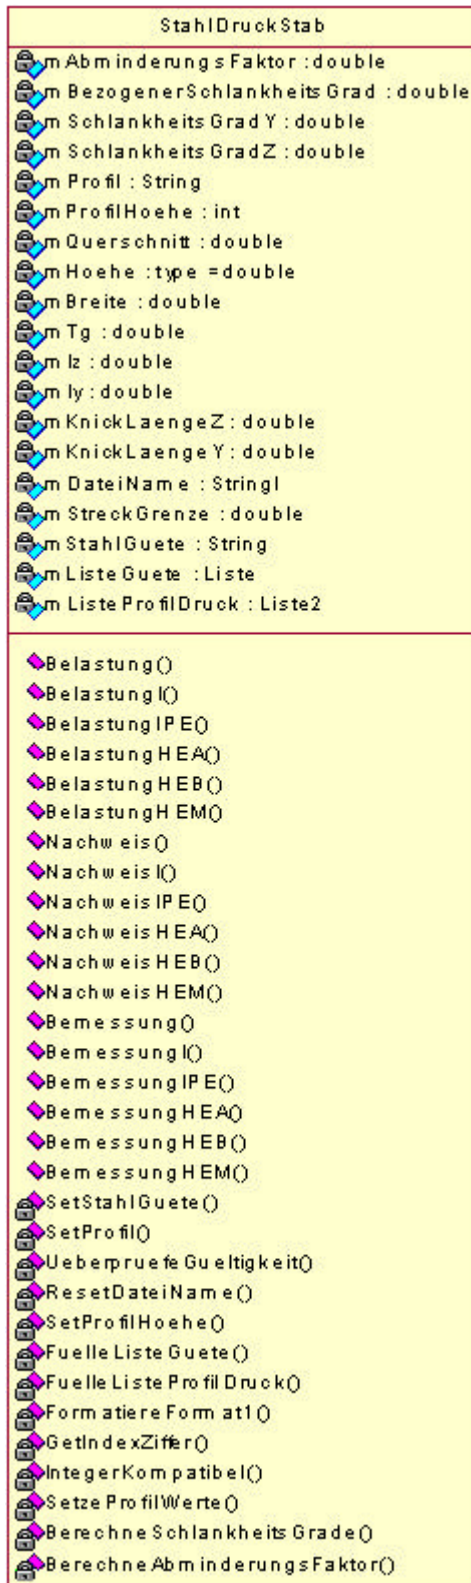 StahlDruckStab
mAbminderungsFaktor : double
mBezogenerSchlankheitsGrad : double
mSchlankheitsGradY : double
mSchlankheitsGradZ : double
mProfil : String
mProfilHoehe : int
mQuerschnitt : double
mHoehe : type = double
mBreite : double
mTg : double
mIz : double
mIy : double
mKnickLaengeZ : double
mKnickLaengeY : double
mDateiName : Stringl
mStreckGrenze : double
mStahlGuete : String
mListeGuete : Liste
mListeProfilDruck : Liste2
Belastung()
BelastungI()
BelastungIPE()
BelastungHEA()
BelastungHEB()
BelastungHEM()
Nachweis()
NachweisI()
NachweisIPE()
NachweisHEA()
NachweisHEB()
NachweisHEM()
Bemessung()
BemessungI()
BemessungIPE()
BemessungHEA()
BemessungHEB()
BemessungHEM()
SetStahlGuete()
SetProfil()
UeberpruefeGueltigkeit()
ResetDateiName()
SetProfilHoehe()
FuelleListeGuete()
FuelleListeProfilDruck()
FormatiereFormat1()
GetIndexZiffer()
IntegerKompatibel()
SetzeProfilWerte()
BerechneSchlankheitsGrade()
BerechneAbminderungsFaktor()